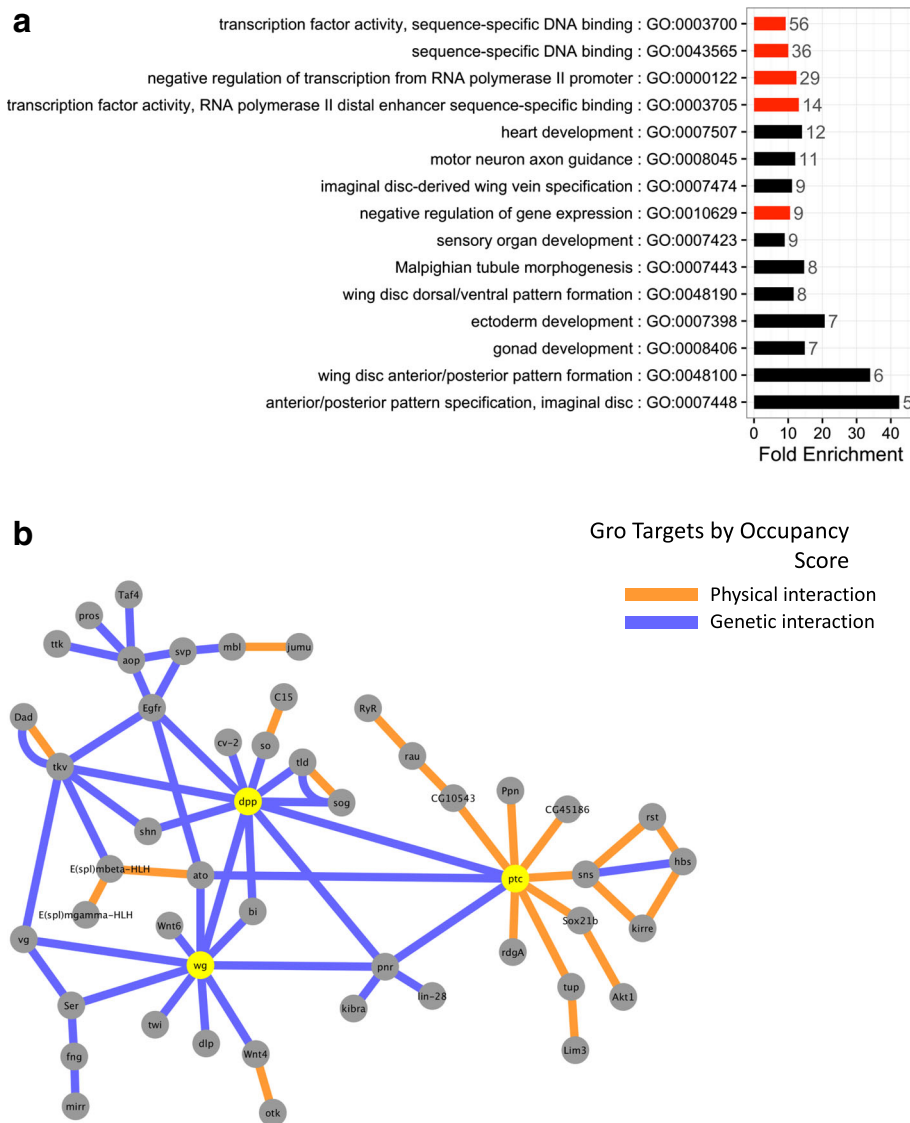 a
transcription factor activity, sequence-specific DNA binding : GO:0003700
56
sequence-specific DNA binding : GO:0043565
36
negative regulation of transcription from RNA polymerase II promoter : GO:0000122
29
transcription factor activity, RNA polymerase II distal enhancer sequence-specific binding : GO:0003705
14
heart development : GO:0007507
12
motor neuron axon guidance : GO:0008045
11
imaginal disc-derived wing vein specification : GO:0007474
9
negative regulation of gene expression : GO:0010629
9
sensory organ development : GO:0007423
9
Malpighian tubule morphogenesis : GO:0007443
8
wing disc dorsal/ventral pattern formation : GO:0048190
8
ectoderm development : GO:0007398
7
gonad development : GO:0008406
7
wing disc anterior/posterior pattern formation : GO:0048100
6
anterior/posterior pattern specification, imaginal disc : GO:0007448
5
0 10 20 30 40
Fold Enrichment
b
Gro Targets by Occupancy
Score
Physical interaction
Genetic interaction
Taf4
pros
ttk
aop
svp
mbl
jumu
Egfr
C15
RyR
Dad
cv-2
so
tld
rau
tkv
dpp
sog
CG10543
Ppn
CG45186
rst
shn
hbs
E(spl)mbeta-HLH
ato
ptc
sns
E(spl)mgamma-HLH
bi
Wnt6
Sox21b
kirre
vg
wg
pnr
rdgA
Ser
kibra
lin-28
tup
Akt1
twi
dlp
fng
Wnt4
Lim3
mirr
otk